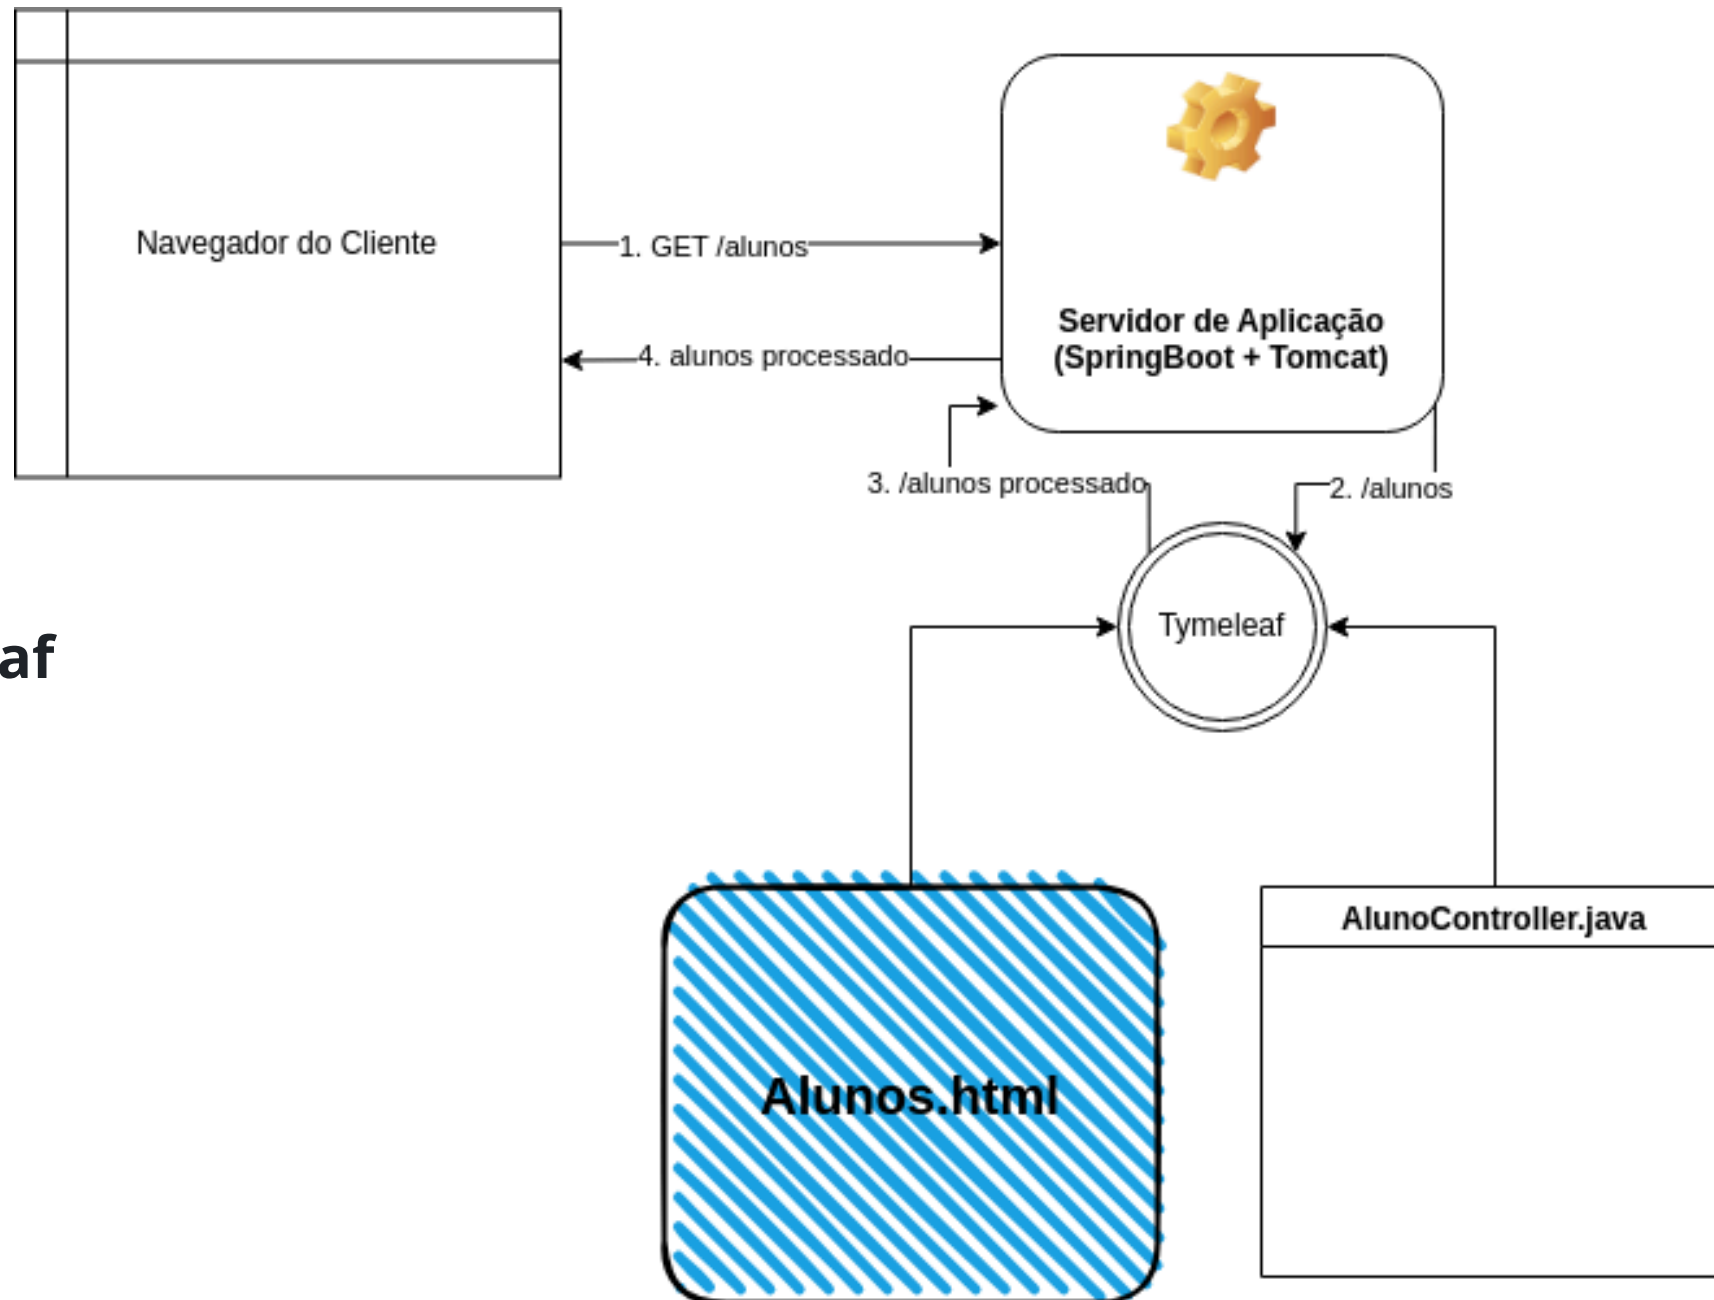 Navegador do Cliente
1. GET /alunos
Servidor de Aplicação
(SpringBoot + Tomcat)
4. alunos processado
3. /alunos processado
2. /alunos
Tymeleaf
af
AlunoController.java
Alunos.html